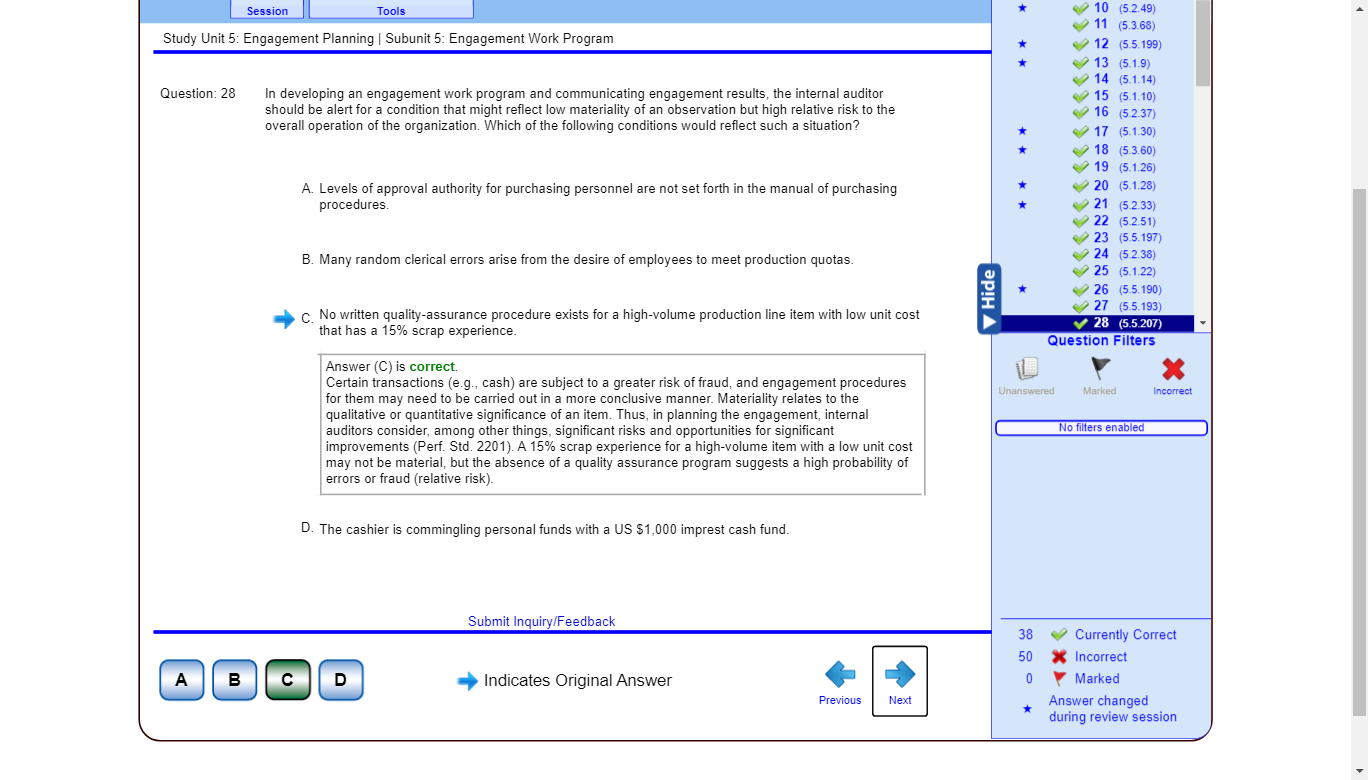 Session
Tools
Study Unit 5: Engagement Planning | Subunit 5: Engagement Work Program
Question: 28
In developing an engagement work program and communicating engagement results, the internal auditor
should be alert for a condition that might reflect low materiality of an observation but high relative risk to the
overall operation of the organization. Which of the following conditions would reflect such a situation?
A. Levels of approval authority for purchasing personnel are not set forth in the manual of purchasing
procedures.
B. Many random clerical errors arise from the desire of employees to meet production quotas.
C. No written quality-assurance procedure exists for a high-volume production line item with low unit cost
that has a 15% scrap experience.
Answer (C) is correct.
Certain transactions (e.g., cash) are subject to a greater risk of fraud, and engagement procedures
for them may need to be carried out in a more conclusive manner. Materiality relates to the
qualitative or quantitative significance of an item. Thus, in planning the engagement, internal
auditors consider, among other things, significant risks and opportunities for significant
improvements (Perf. Std. 2201). A 15% scrap experience for a high-volume item with a low unit cost
may not be material, but the absence of a quality assurance program suggests a high probability of
errors or fraud (relative risk).
D. The cashier is commingling personal funds with a US $1,000 imprest cash fund.
Submit Inquiry/Feedback
A
B
C
D
Indicates Original Answer
Previous
Next
10 (5.2.49)
11 (5.3.68)
12 (5.5.199)
13 (5.1.9)
14 (5.1.14)
15 (5.1.10)
16 (5.2.37)
17 (5.1.30)
18 (5.3.60)
19 (5.1.26)
20 (5.1.28)
21 (5.2.33)
22 (5.2.51)
23 (5.5.197)
24 (5.2.38)
25 (5.1.22)
26 (5.5.190)
27 (5.5.193)
28 (5.5.207)
Hide
Question Filters
Unanswered
Marked
Incorrect
No filters enabled
38 Currently Correct
50 Incorrect
0 Marked
Answer changed
during review session